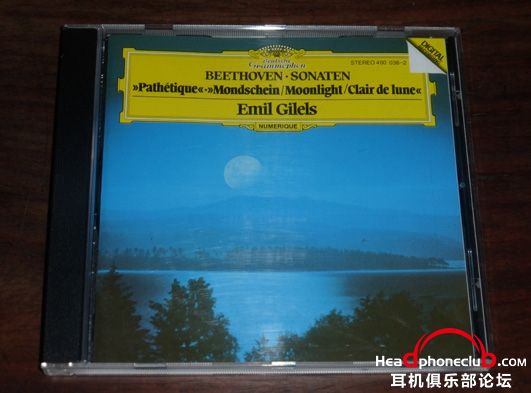 Deutsche
Grammophon
STEREO 400 036-2
DIGITAL
BEETHOVEN · SONATEN
»Pathétique«·»Mondschein/Moonlight/Clair de lune«
Emil Gilels
NUMERIQUE
Headphoneclub.com
耳机俱乐部论坛